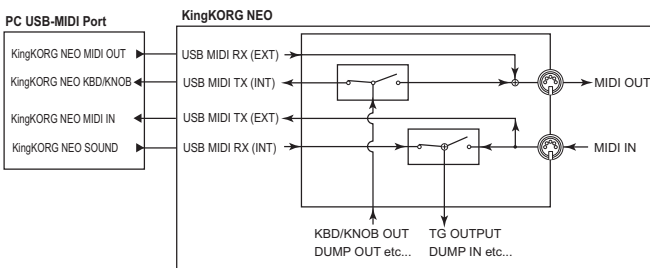 PC USB-MIDI Port
KingKORG NEO
KingKORG NEO MIDI OUT
USB MIDI RX (EXT)
KingKORG NEO KBD/KNOB
USB MIDI TX (INT)
MIDI OUT
KingKORG NEO MIDI IN
USB MIDI TX (EXT)
KingKORG NEO SOUND
USB MIDI RX (INT)
MIDI IN
KBD/KNOB OUT
DUMP OUT etc...
TG OUTPUT
DUMP IN etc...